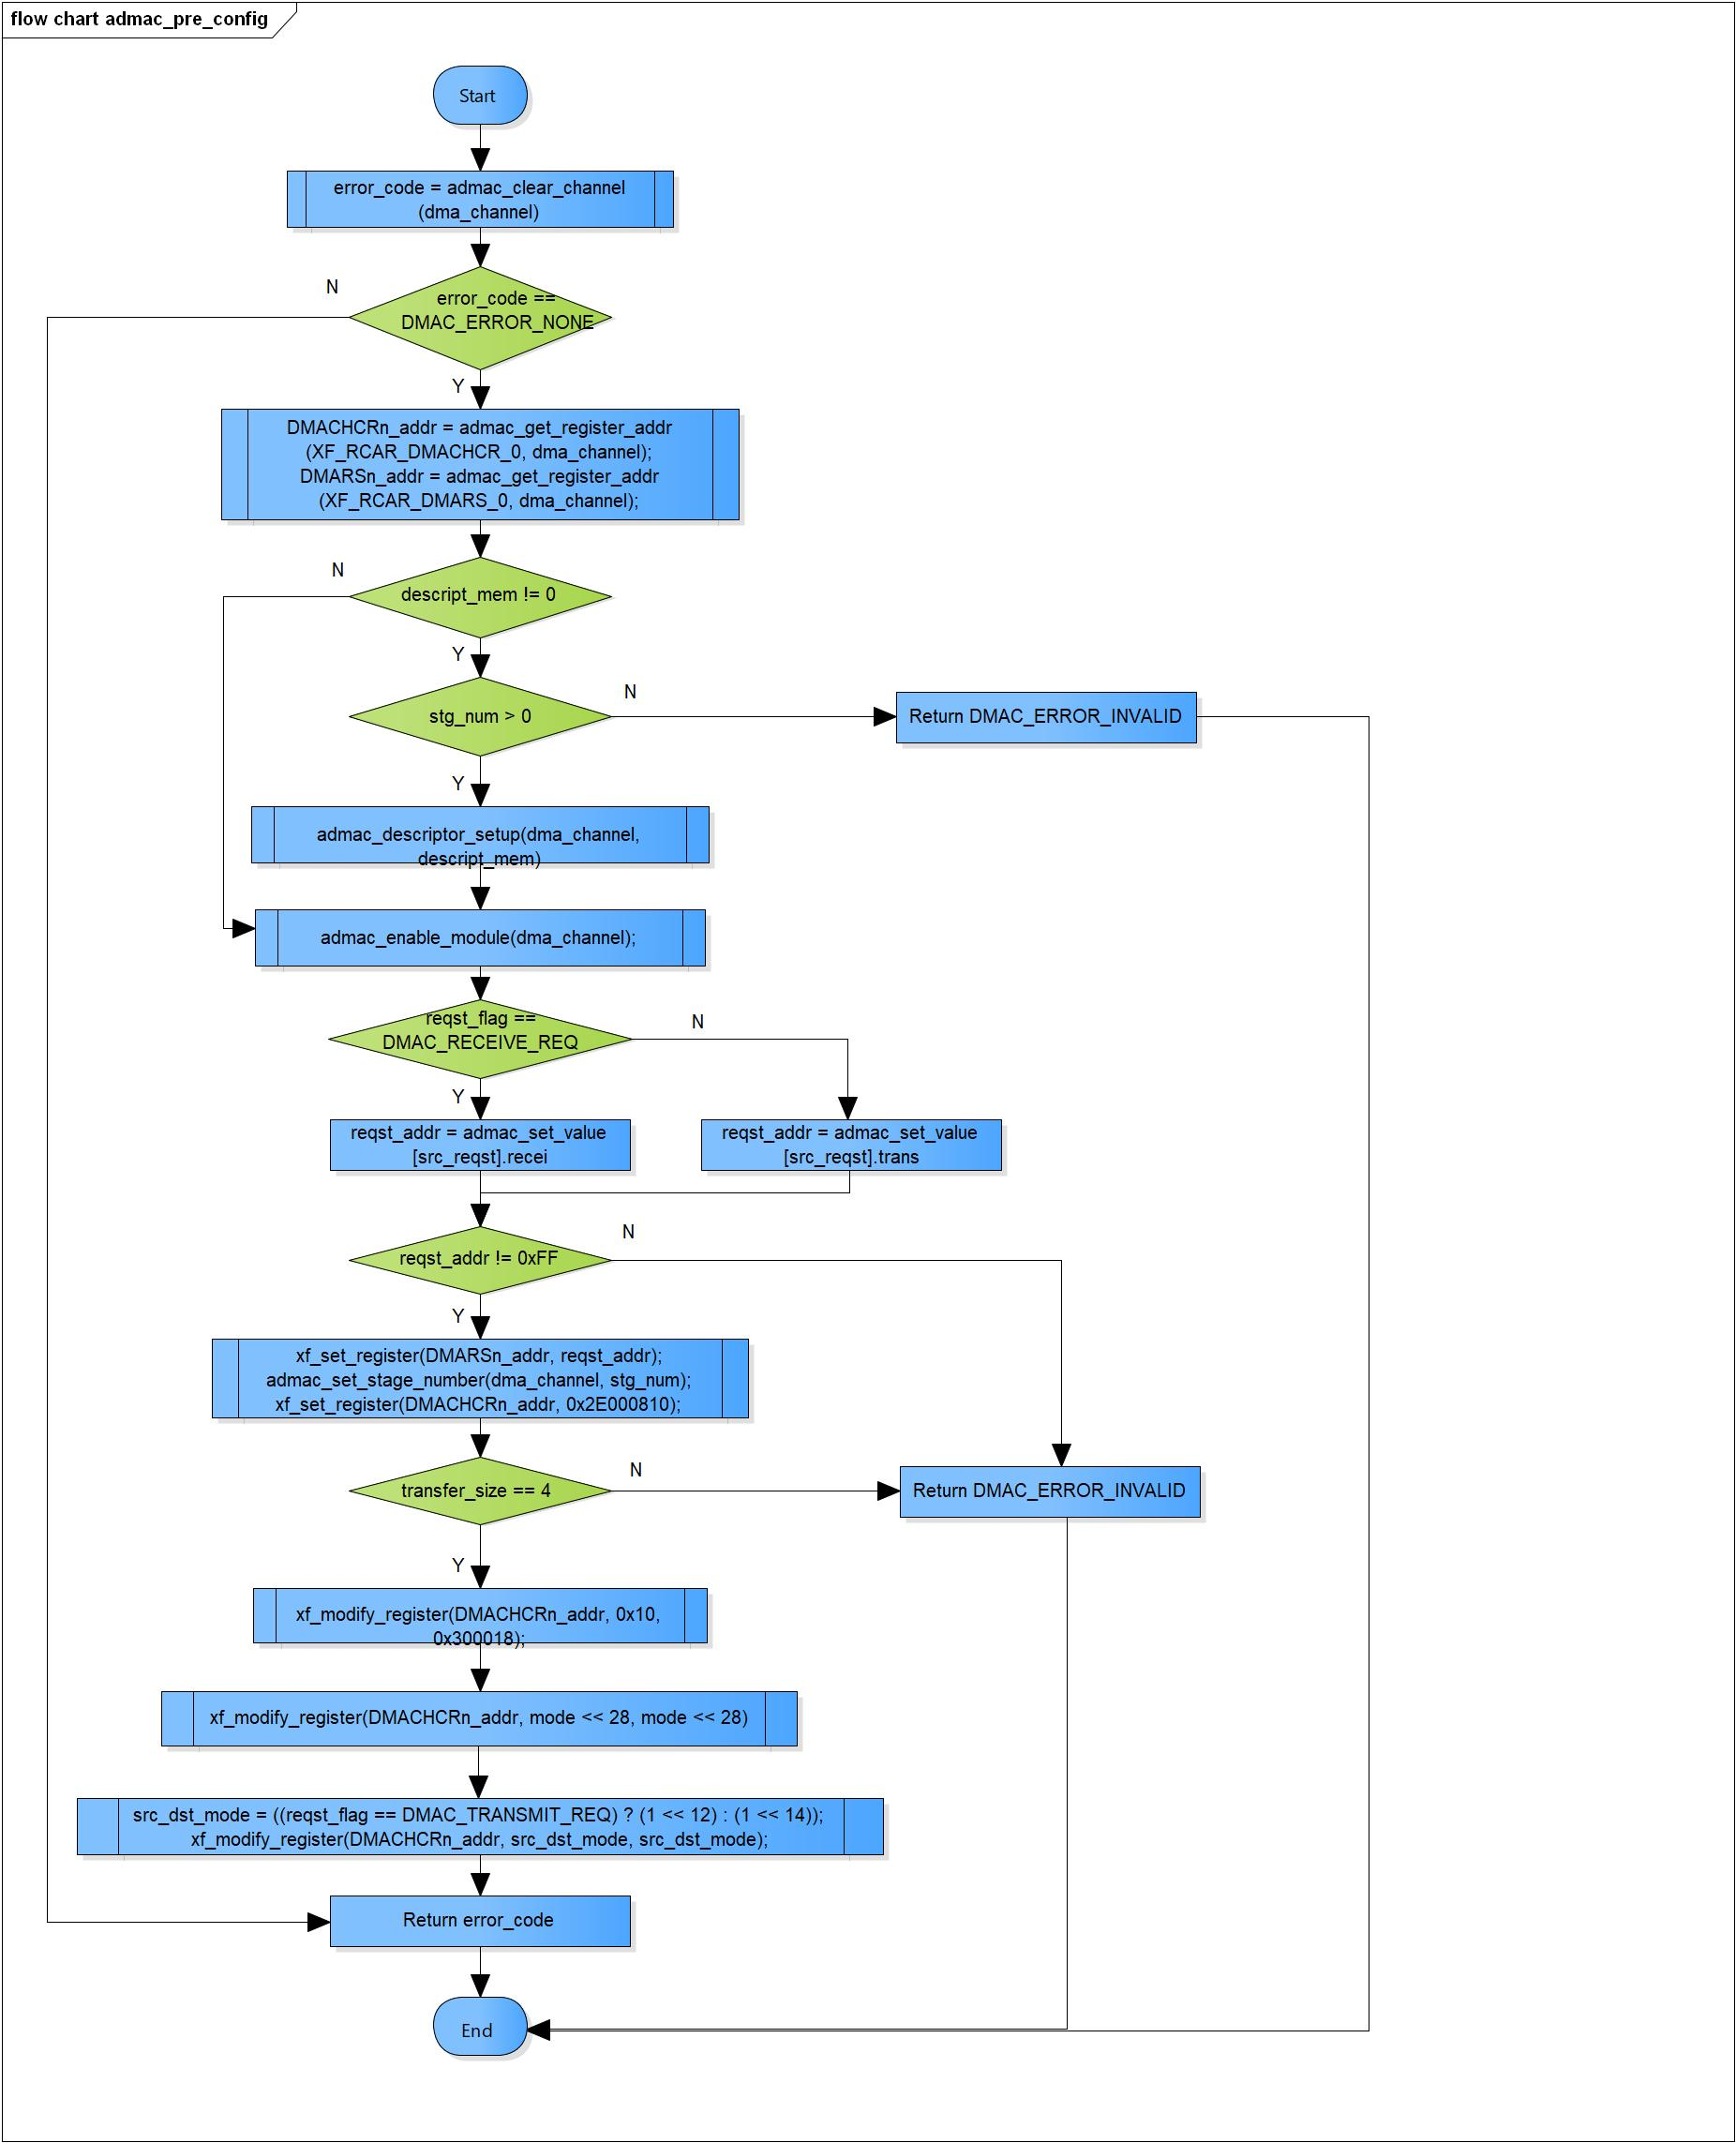 flow chart admac_pre_config
Start
error_code = admac_clear_channel
(dma_channel)
N
error_code ==
DMAC_ERROR_NONE
Y
DMACHCRn_addr = admac_get_register_addr
(XF_RCAR_DMACHCR_0, dma_channel);
DMARSn_addr = admac_get_register_addr
(XF_RCAR_DMARS_0, dma_channel);
N
descript_mem != 0
Y
N
stg_num > 0
Return DMAC_ERROR_INVALID
Y
admac_descriptor_setup(dma_channel,
descript_mem)
admac_enable_module(dma_channel);
reqst_flag ==
DMAC_RECEIVE_REQ
N
Y
reqst_addr = admac_set_value
[src_reqst].recei
reqst_addr = admac_set_value
[src_reqst].trans
N
reqst_addr != 0xFF
Y
xf_set_register(DMARSn_addr, reqst_addr);
admac_set_stage_number(dma_channel, stg_num);
xf_set_register(DMACHCRn_addr, 0x2E000810);
N
transfer_size == 4
Return DMAC_ERROR_INVALID
Y
xf_modify_register(DMACHCRn_addr, 0x10,
0x300018);
xf_modify_register(DMACHCRn_addr, mode << 28, mode << 28)
src_dst_mode = ((reqst_flag == DMAC_TRANSMIT_REQ) ? (1 << 12) : (1 << 14));
xf_modify_register(DMACHCRn_addr, src_dst_mode, src_dst_mode);
Return error_code
End